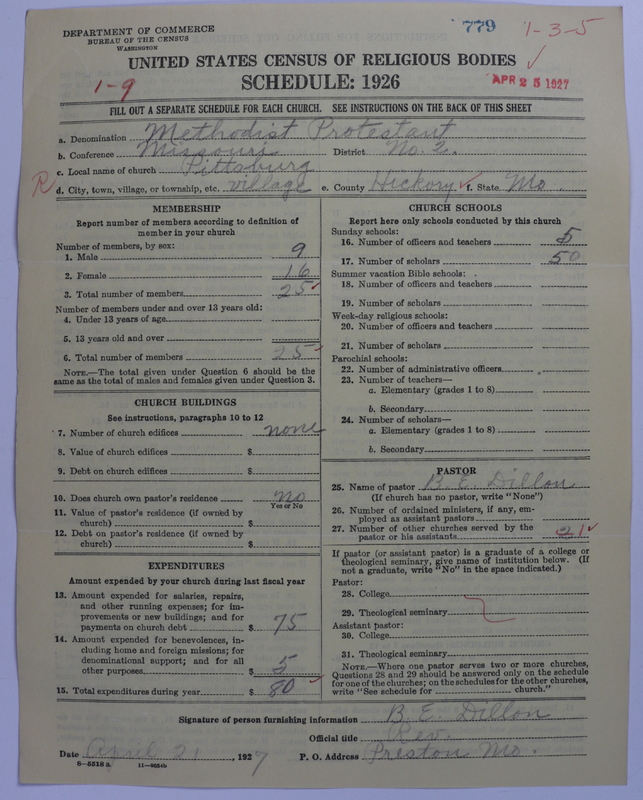 DEPARTMENT OF COMMERCE
BUREAU OF THE CENSUS
WASHINGTON
779
1-3-5
UNITED STATES CENSUS OF RELIGIOUS BODIES
SCHEDULE: 1926
1-9
APR 25 1927
FILL OUT A SEPARATE SCHEDULE FOR EACH CHURCH. SEE INSTRUCTIONS ON THE BACK OF THIS SHEET
a. Denomination Methodist Protestant
b. Conference Missouri District No. 2.
c. Local name of church Pittsburg
R d. City, town, village, or township, etc. village e. County Hickory f. State Mo.
MEMBERSHIP
Report number of members according to definition of
member in your church
Number of members, by sex:
1. Male 9
2. Female 16
3. Total number of members 25
Number of members under and over 13 years old:
4. Under 13 years of age
5. 13 years old and over
6. Total number of members 25
NOTE.—The total given under Question 6 should be the
same as the total of males and females given under Question 3.
CHURCH BUILDINGS
See instructions, paragraphs 10 to 12
7. Number of church edifices none
8. Value of church edifices $
9. Debt on church edifices $
10. Does church own pastor's residence no
Yes or No
11. Value of pastor's residence (if owned by
church) $
12. Debt on pastor's residence (if owned by
church) $
EXPENDITURES
Amount expended by your church during last fiscal year
13. Amount expended for salaries, repairs,
and other running expenses; for im-
provements or new buildings; and for
payments on church debt $ 75
14. Amount expended for benevolences, in-
cluding home and foreign missions; for
denominational support; and for all
other purposes $ 5
15. Total expenditures during year $ 80
CHURCH SCHOOLS
Report here only schools conducted by this church
Sunday schools:
16. Number of officers and teachers 5
17. Number of scholars 50
Summer vacation Bible schools:
18. Number of officers and teachers
19. Number of scholars
Week-day religious schools:
20. Number of officers and teachers
21. Number of scholars
Parochial schools:
22. Number of administrative officers
23. Number of teachers—
a. Elementary (grades 1 to 8)
b. Secondary
24. Number of scholars—
a. Elementary (grades 1 to 8)
b. Secondary
PASTOR
25. Name of pastor B. E. Dillon
(If church has no pastor, write "None")
26. Number of ordained ministers, if any, em-
ployed as assistant pastors
27. Number of other churches served by the
pastor or his assistants 2
If pastor (or assistant pastor) is a graduate of a college or
theological seminary, give name of institution below. (If
not a graduate, write "No" in the space indicated.)
Pastor:
28. College
29. Theological seminary
Assistant pastor:
30. College
31. Theological seminary
NOTE.—Where one pastor serves two or more churches,
Questions 28 and 29 should be answered only on the schedule
for one of the churches; on the schedules for the other churches,
write "See schedule for church."
Signature of person furnishing information B. E. Dillon
Official title Rev.
Date April 21, 1927 P. O. Address Preston Mo.